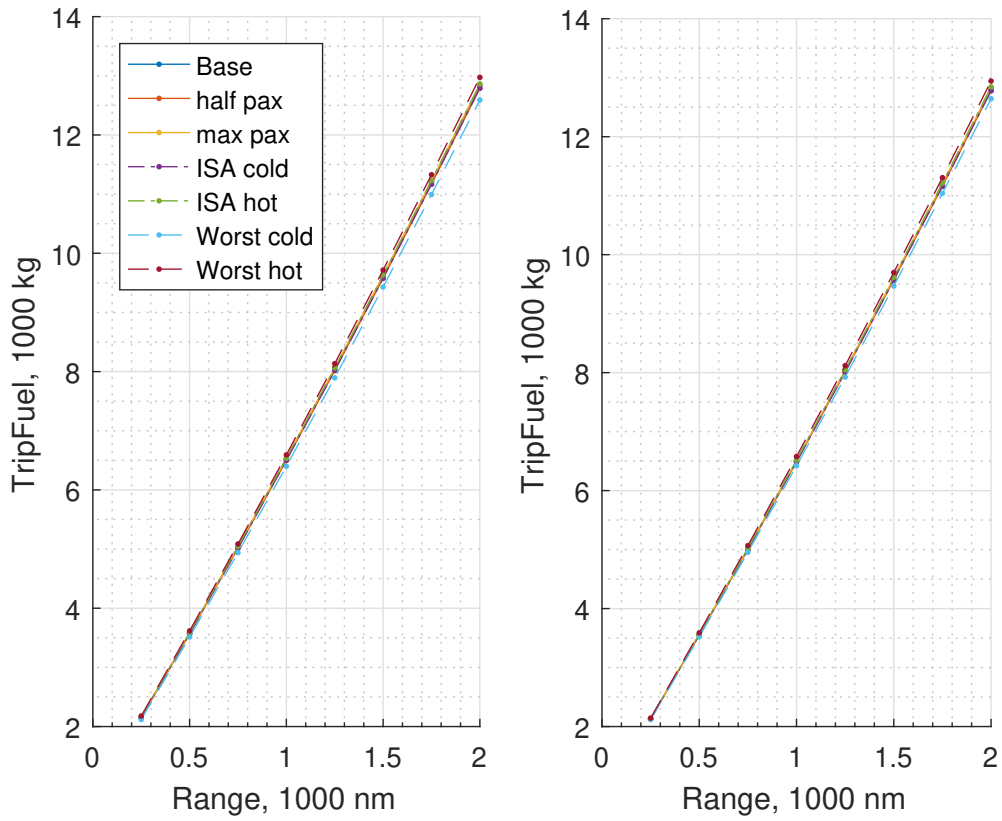 14
12
10
8
6
4
2
0
0.5
1
1.5
2
TripFuel, 1000 kg
Range, 1000 nm
Base
half pax
max pax
ISA cold
ISA hot
Worst cold
Worst hot
14
12
10
8
6
4
2
0
0.5
1
1.5
2
TripFuel, 1000 kg
Range, 1000 nm